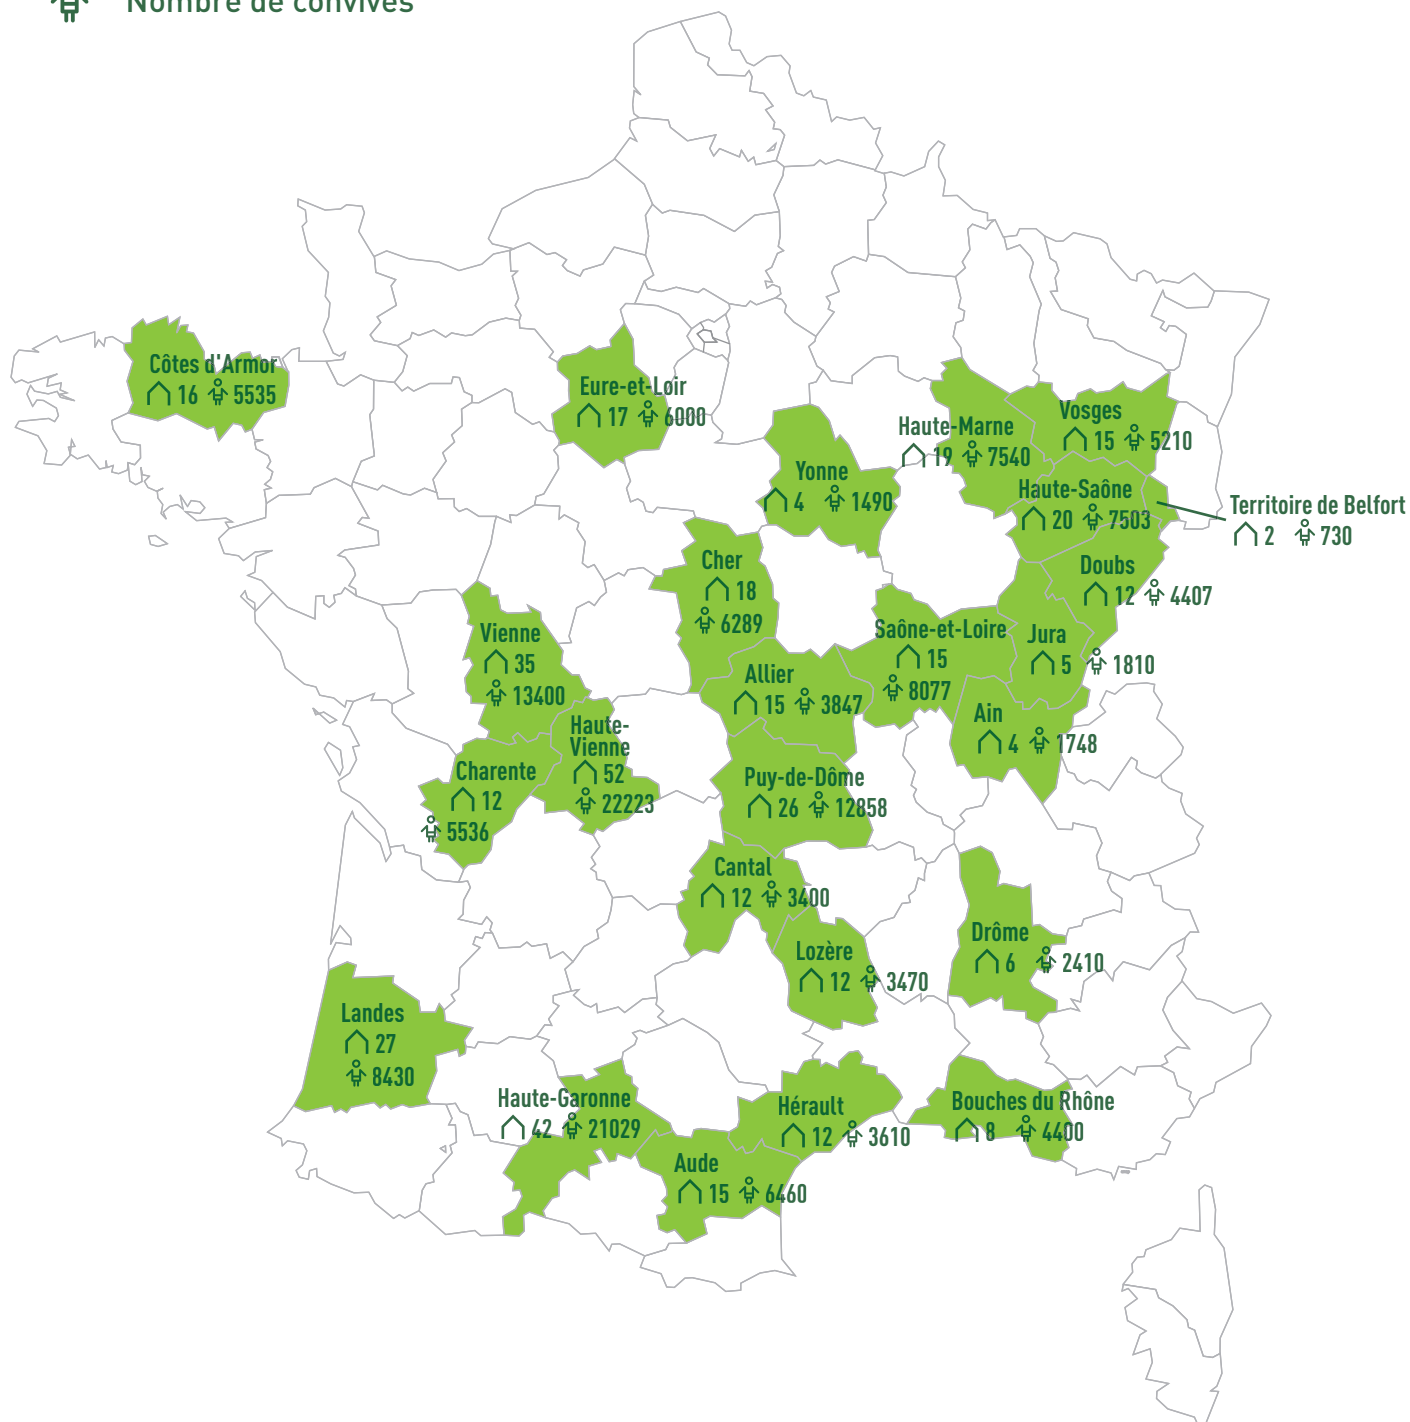 Nombre de convives
Côtes d'Armor
16 5535
Eure-et-Loir
17 6000
Haute-Marne
19 7540
Vosges
15 5210
Yonne
4 1490
Haute-Saône
20 7503
Territoire de Belfort
2 730
Cher
18
6289
Doubs
12 4407
Vienne
35
13400
Saône-et-Loire
15
8077
Jura
5 1810
Allier
15 3847
Ain
4 1748
Haute-
Vienne
52
22223
Charente
12
5536
Puy-de-Dôme
26 12858
Cantal
12 3400
Drôme
6 2410
Lozère
12 3470
Landes
27
8430
Haute-Garonne
42 21029
Hérault
12 3610
Bouches du Rhône
8 4400
Aude
15 6460